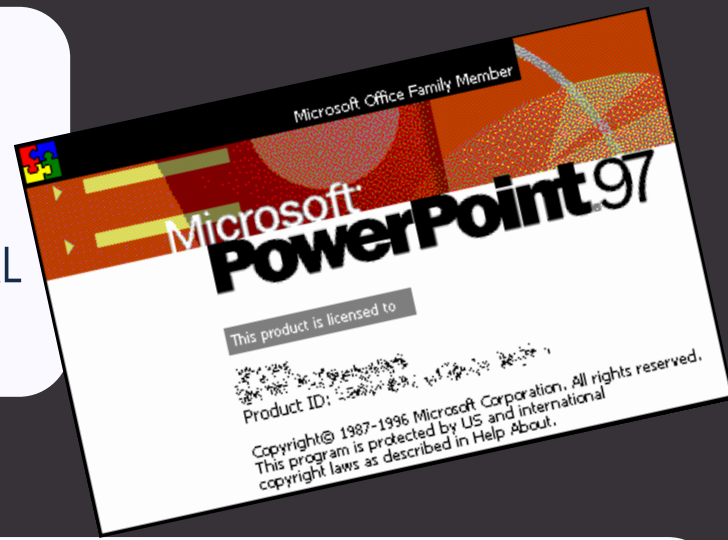 L
Microsoft Office Family Member
Microsoft®
PowerPoint® 97
This product is licensed to
Product ID:
Copyright© 1987-1996 Microsoft Corporation. All rights reserved.
This program is protected by US and international
copyright laws as described in Help About.